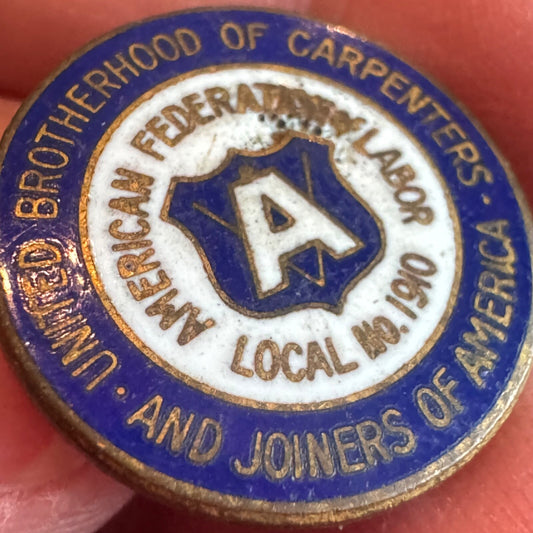 UNITED BROTHERHOOD OF CARPENTERS ·
· AND JOINERS OF AMERICA
AMERICAN FEDERATION of LABOR
LOCAL NO. 1910
A